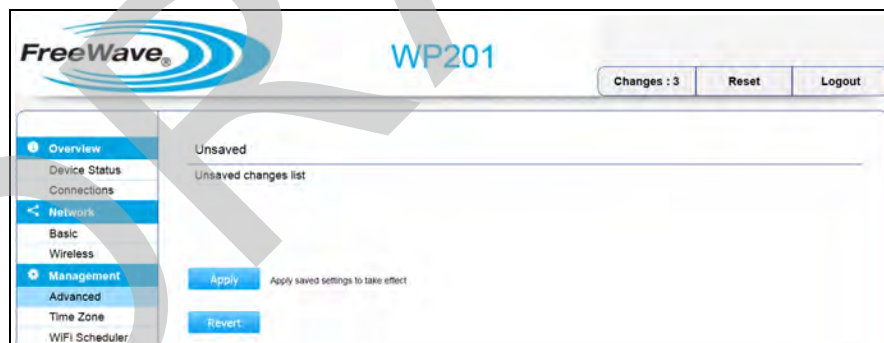 FreeWave®
WP201
Changes : 3 Reset Logout
Overview
Device Status
Connections
Network
Basic
Wireless
Management
Advanced
Time Zone
WiFi Scheduler
Unsaved
Unsaved changes list
Apply Apply saved settings to take effect
Revert